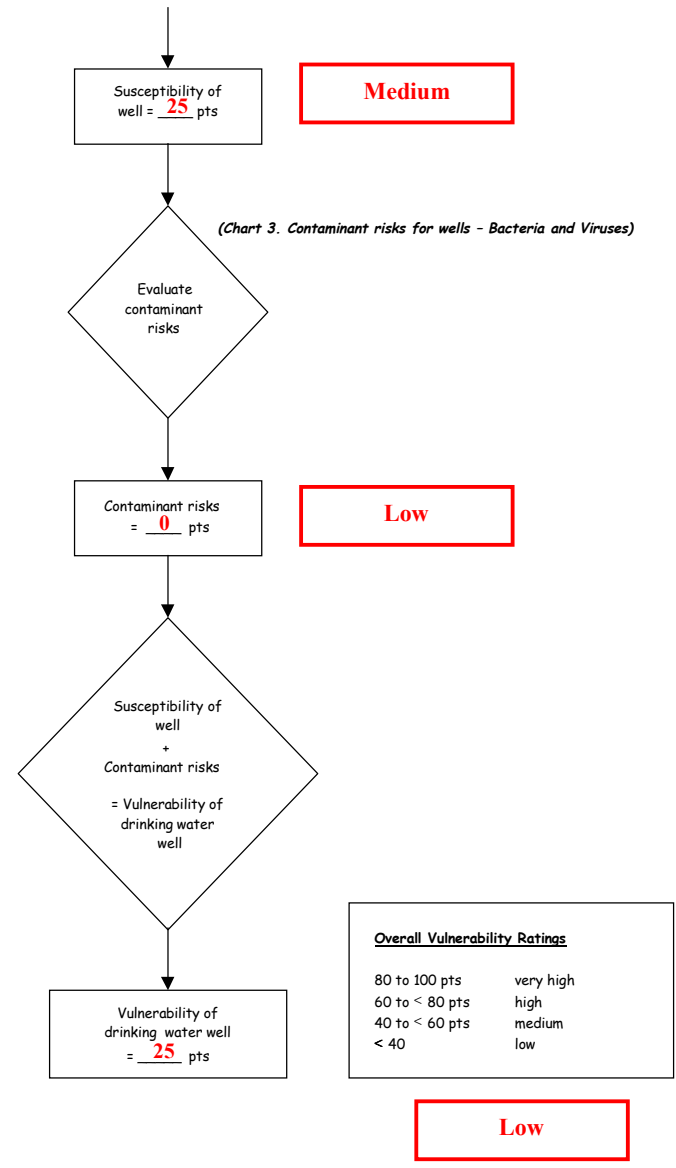 Susceptibility of
well = 25 pts
Medium
(Chart 3. Contaminant risks for wells – Bacteria and Viruses)
Evaluate
contaminant
risks
Contaminant risks
= 0 pts
Low
Susceptibility of
well
+
Contaminant risks
= Vulnerability of
drinking water
well
Overall Vulnerability Ratings
80 to 100 pts very high
60 to < 80 pts high
40 to < 60 pts medium
< 40 low
Vulnerability of
drinking water well
= 25 pts
Low